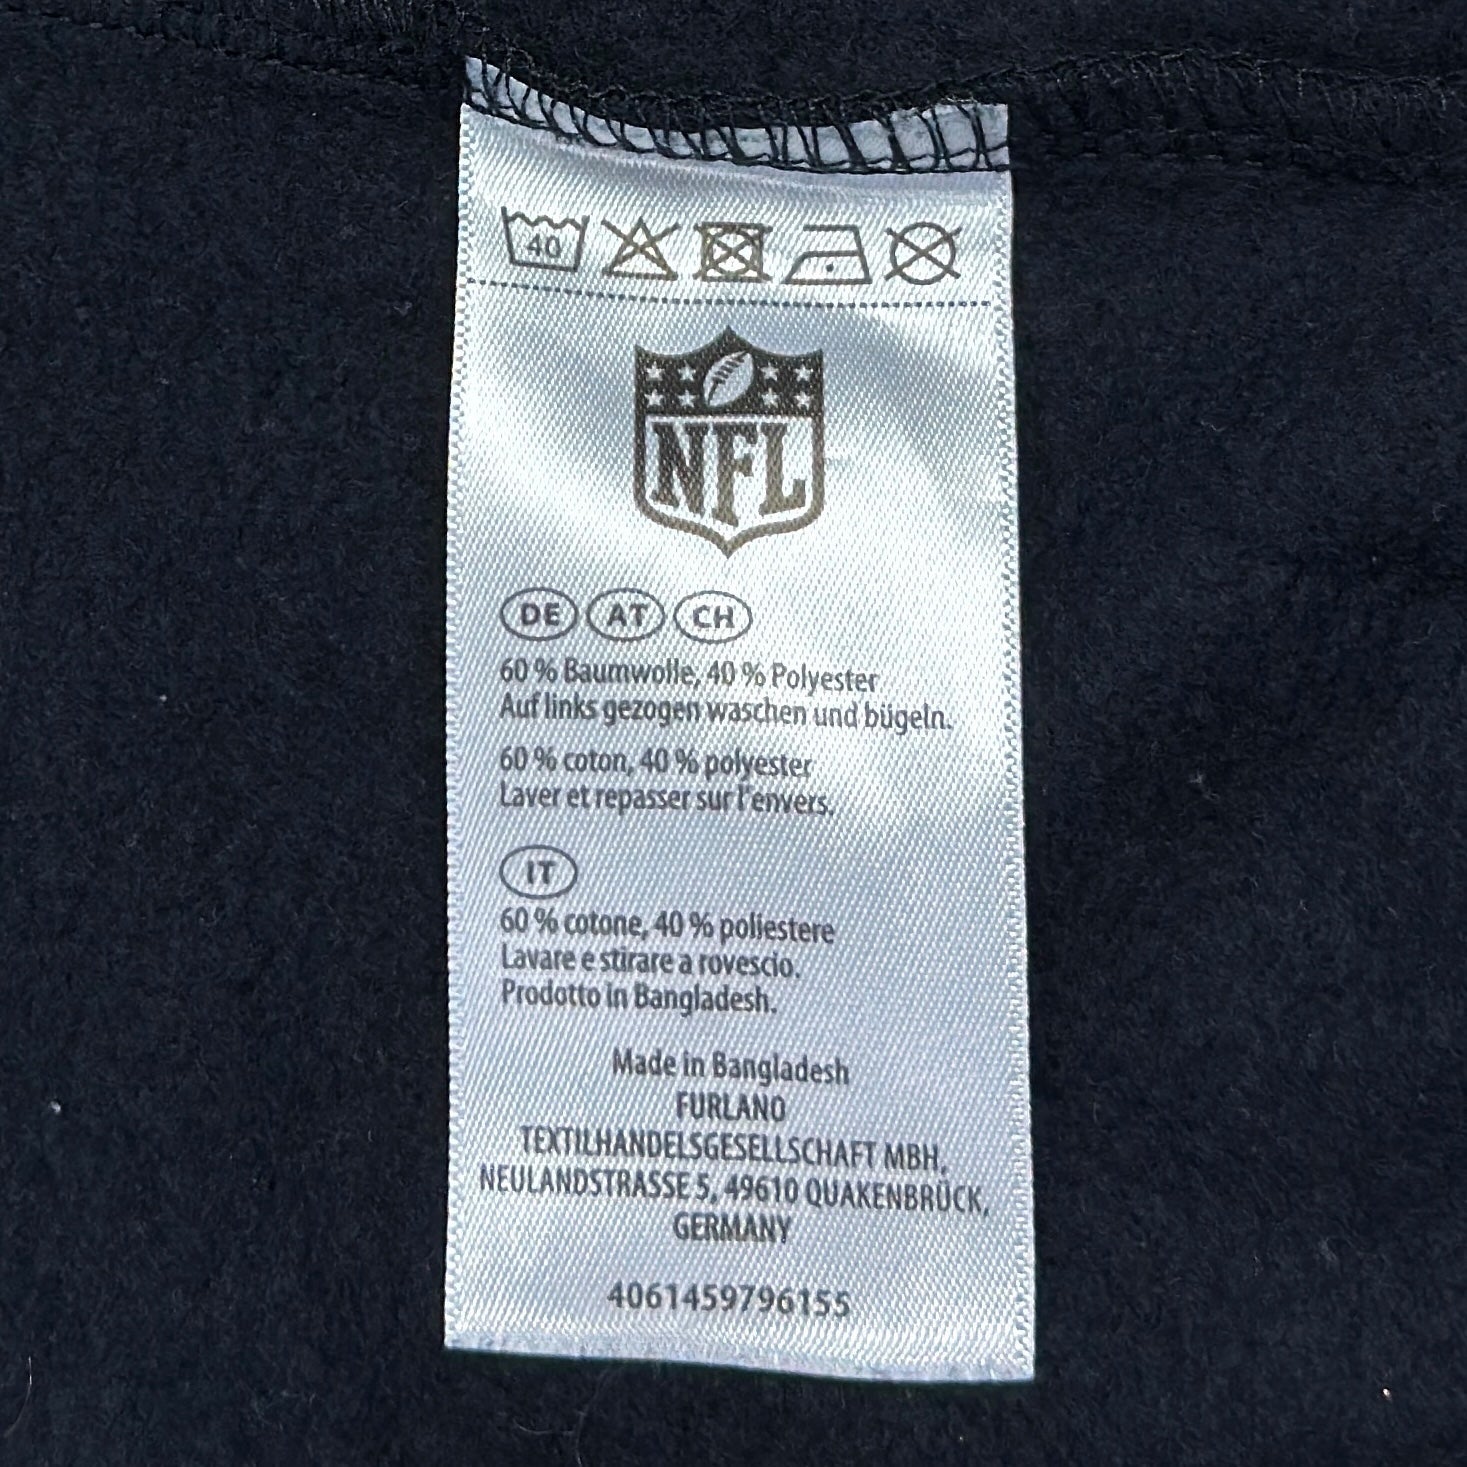 40
NFL
DE AT CH
60 % Baumwolle, 40 % Polyester
Auf links gezogen waschen und bügeln.
60 % coton, 40 % polyester
Laver et repasser sur l'envers.
IT
60 % cotone, 40 % poliestere
Lavare e stirare a rovescio.
Prodotto in Bangladesh.
Made in Bangladesh
FURLANO
TEXTILHANDELSGESELLSCHAFT MBH,
NEULANDSTRASSE 5, 49610 QUAKENBRÜCK,
GERMANY
4061459796155